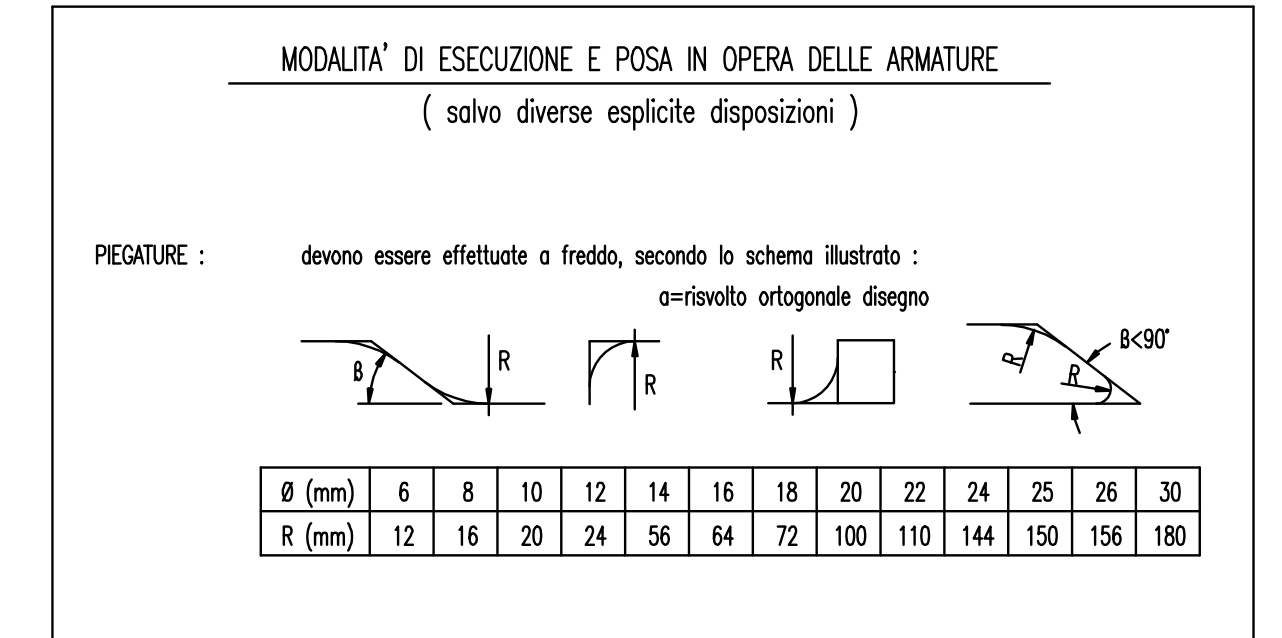 MODALITA' DI ESECUZIONE E POSA IN OPERA DELLE ARMATURE
( salvo diverse esplicite disposizioni )
PIEGATURE : devono essere effettuate a freddo, secondo lo schema illustrato :
a=risvolto ortogonale disegno
ß R R R R R ß<90°
Ø (mm) 6 8 10 12 14 16 18 20 22 24 25 26 30
R (mm) 12 16 20 24 56 64 72 100 110 144 150 156 180